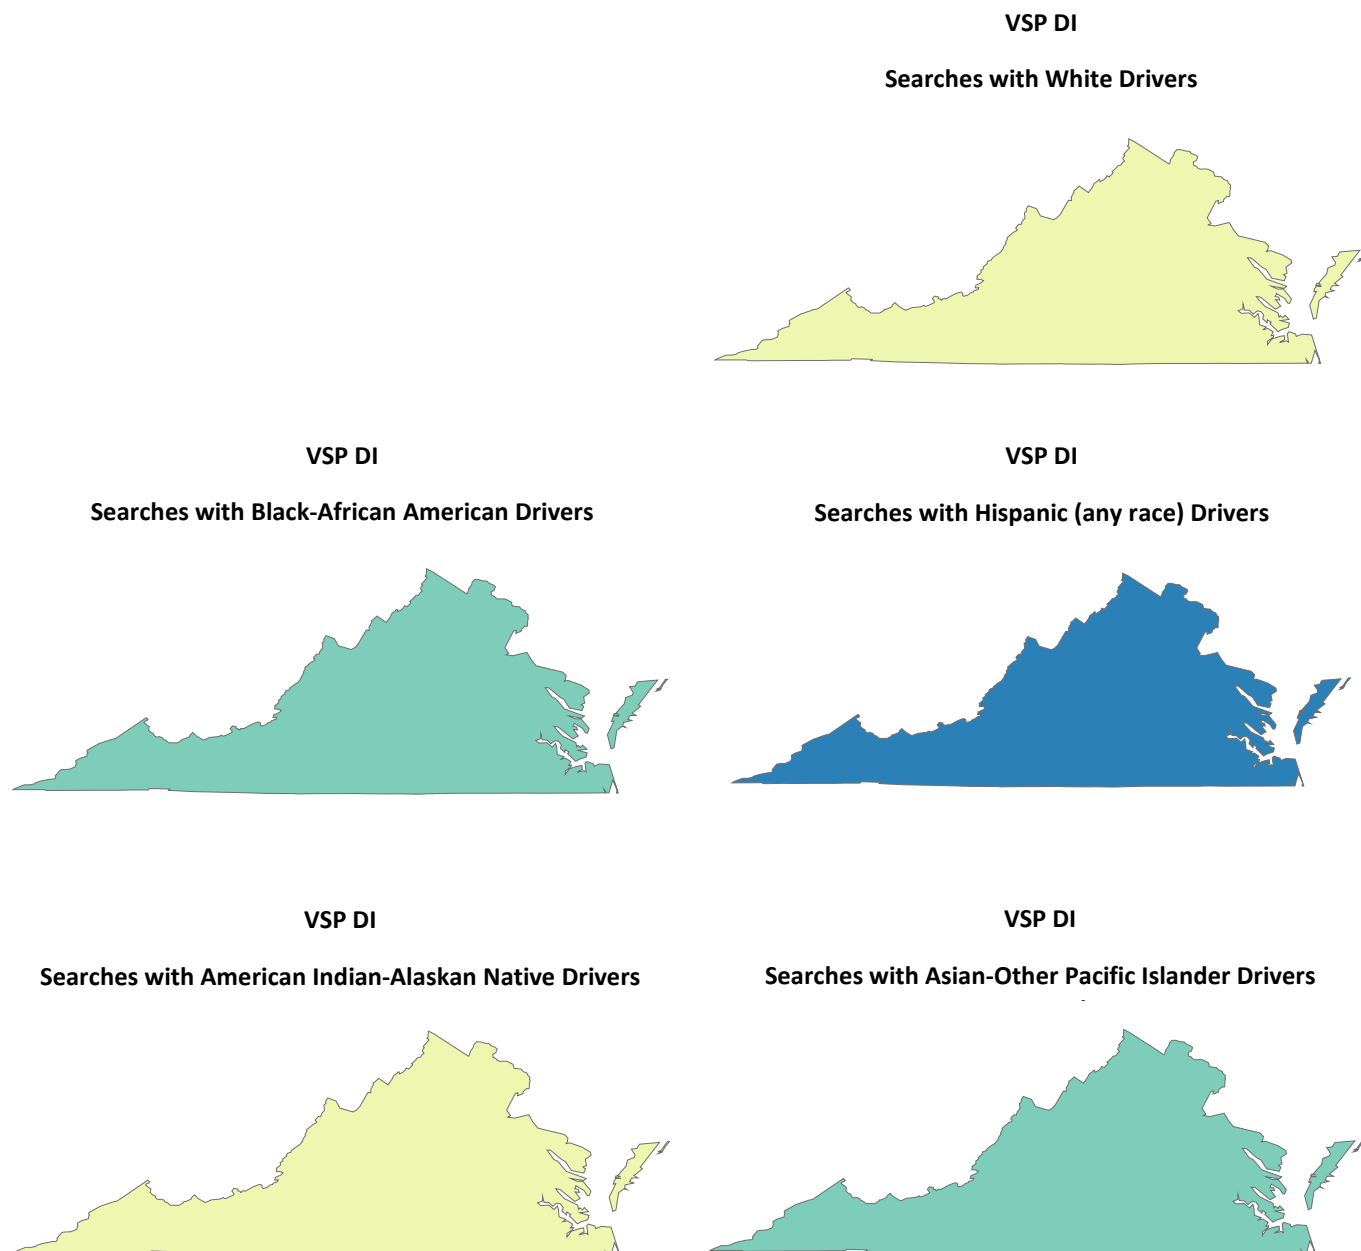 VSP DI
Searches with White Drivers
VSP DI
Searches with Black-African American Drivers
VSP DI
Searches with Hispanic (any race) Drivers
VSP DI
Searches with American Indian-Alaskan Native Drivers
VSP DI
Searches with Asian-Other Pacific Islander Drivers